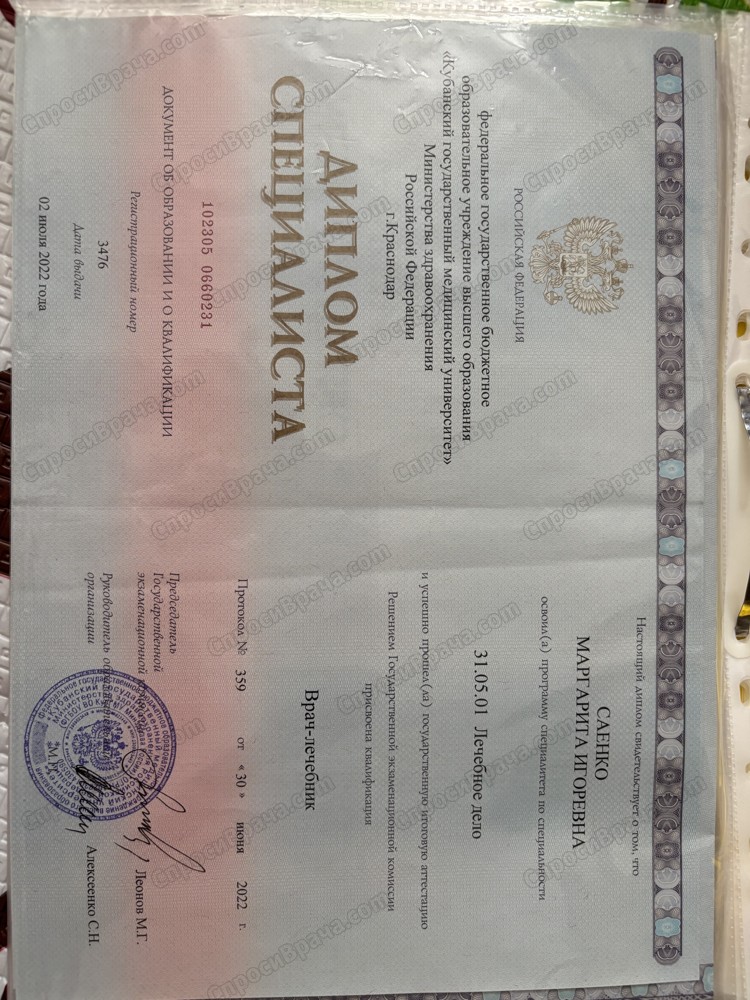 РОССИЙСКАЯ ФЕДЕРАЦИЯ
федеральное государственное бюджетное
образовательное учреждение высшего образования
«Кубанский государственный медицинский университет»
Министерства здравоохранения
Российской Федерации
г.Краснодар
ДИПЛОМ
СПЕЦИАЛИСТА
102305 0660231
ДОКУМЕНТ ОБ ОБРАЗОВАНИИ И О КВАЛИФИКАЦИИ
Регистрационный номер
3476
Дата выдачи
02 июля 2022 года
Настоящий диплом свидетельствует о том, что
САЕНКО
МАРГАРИТА ИГОРЕВНА
освоил(а) программу специалитета по специальности
31.05.01 Лечебное дело
и успешно прошел(ла) государственную итоговую аттестацию
Решением Государственной экзаменационной комиссии
присвоена квалификация
Врач-лечебник
Протокол № 359 от «30» июня 2022 г.
Председатель
Государственной
экзаменационной
Леонов М.Г.
Руководитель
организации
Алексеенко С.Н.
М.П.
СпросиВрача.com